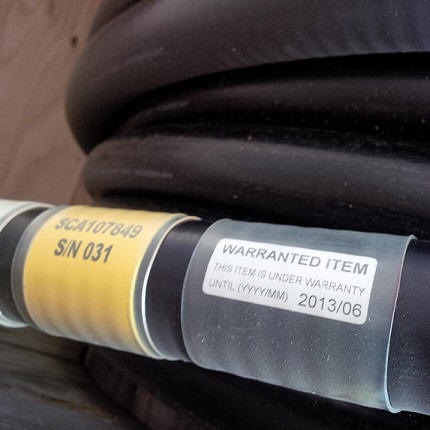 SCA107849
S/N 031
WARRANTED ITEM
THIS ITEM IS UNDER WARRANTY
UNTIL (YYYY/MM) 2013/06